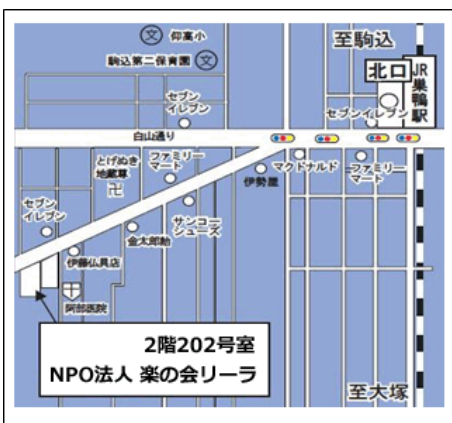 仰高小
文
至駒込
駒込第二保育園
文
北口
JR巣鴨駅
セブン
イレブン
セブンイレブン
白山通り
とげぬき
地蔵尊
卍
ファミリー
マート
伊勢屋
マクドナルド
ファミリー
マート
セブン
イレブン
サンコー
シューズ
金太郎飴
伊藤仏具店
阿部医院
2階202号室
NPO法人 楽の会リーラ
至大塚